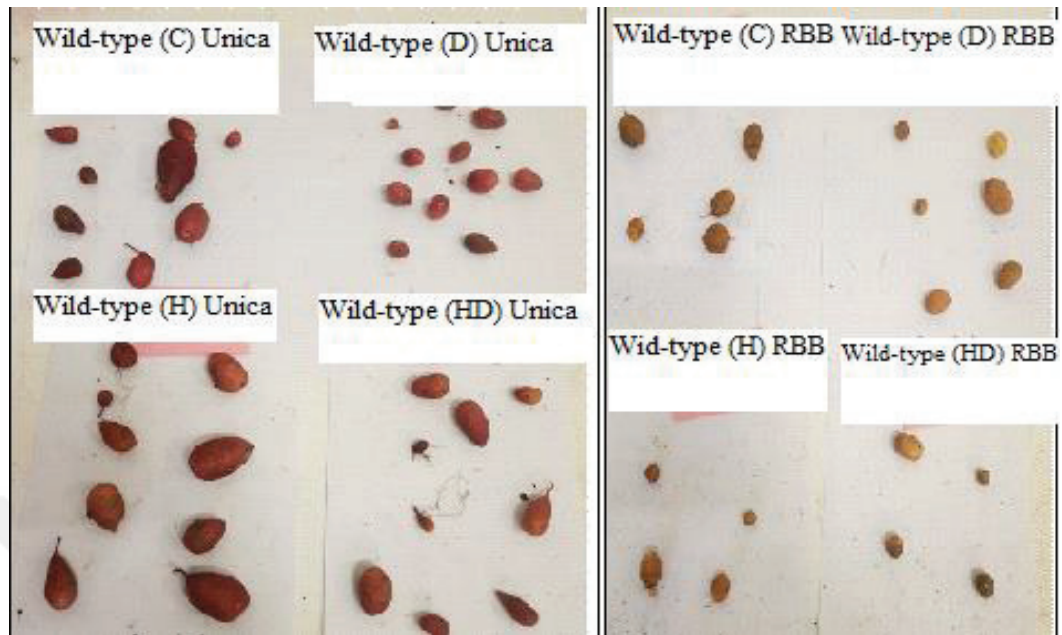 Wild-type (C) Unica
Wild-type (D) Unica
Wild-type (C) RBB
Wild-type (D) RBB
Wild-type (H) Unica
Wild-type (HD) Unica
Wid-type (H) RBB
Wild-type (HD) RBB